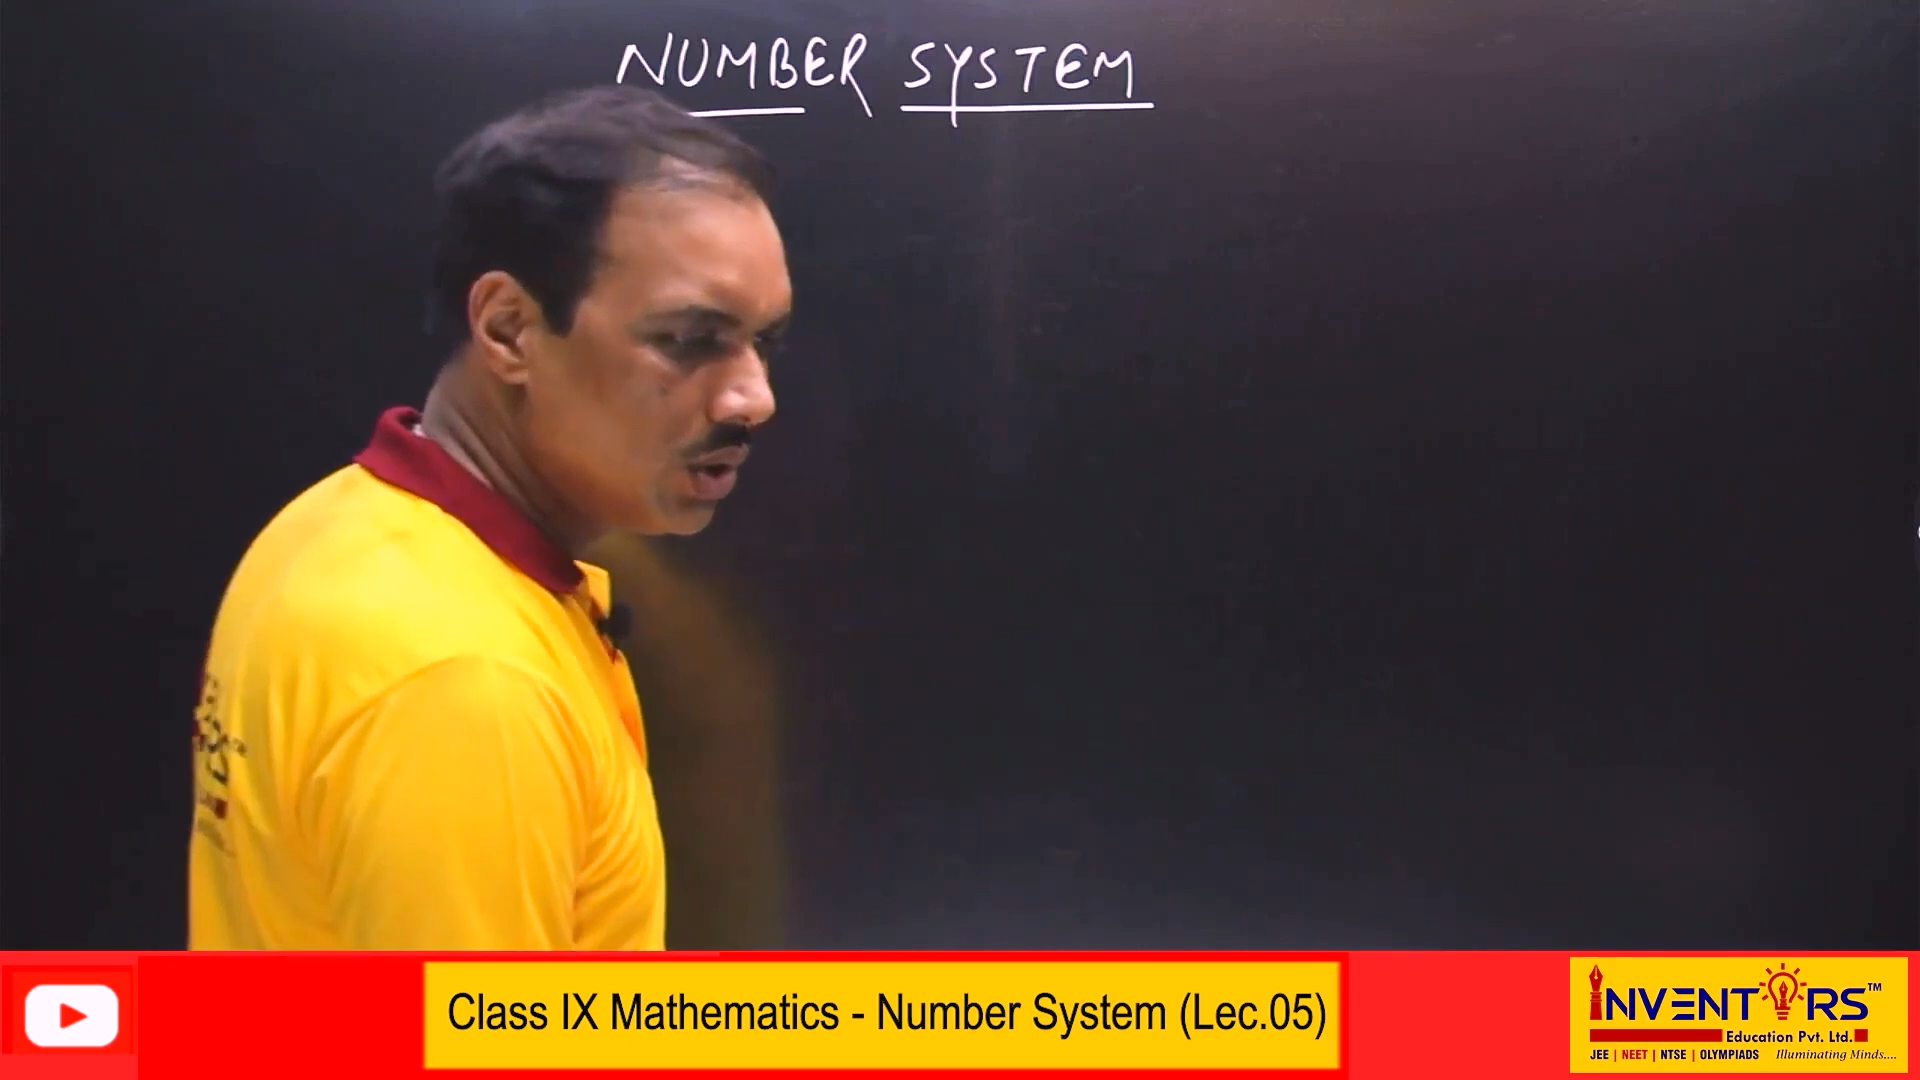 NUMBER SYSTEM
Class IX Mathematics - Number System (Lec.05)
INVENTORS™
Education Pvt. Ltd.
JEE | NEET | NTSE | OLYMPIADS Illuminating Minds....